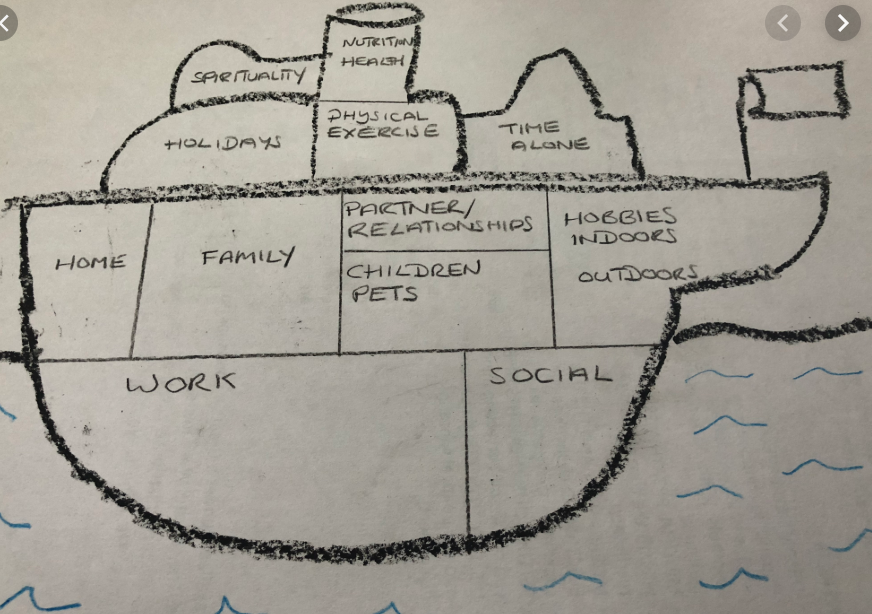 NUTRITION
HEALTH
SPIRITUALITY
PHYSICAL
EXERCISE
HOLIDAYS
TIME
ALONE
HOME
FAMILY
PARTNER/
RELATIONSHIPS
CHILDREN
PETS
HOBBIES
INDOORS
OUTDOORS
WORK
SOCIAL